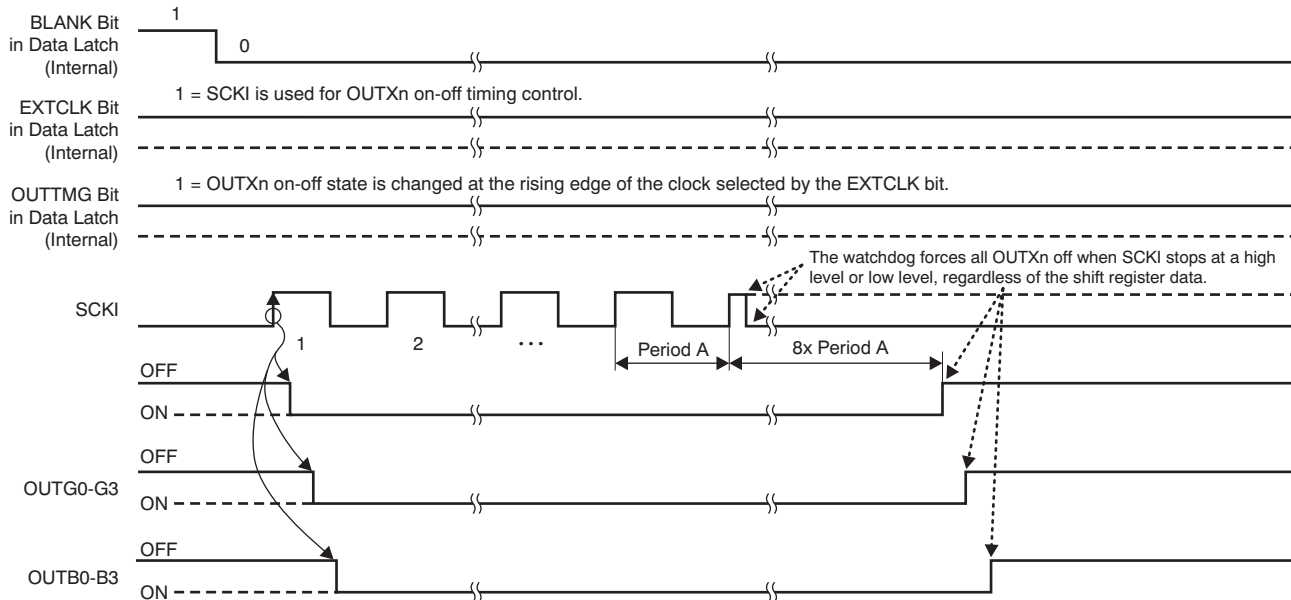 BLANK Bit
in Data Latch
(Internal)
1
0
EXTCLK Bit
in Data Latch
(Internal)
1 = SCKI is used for OUTXn on-off timing control.
OUTTMG Bit
in Data Latch
(Internal)
1 = OUTXn on-off state is changed at the rising edge of the clock selected by the EXTCLK bit.
The watchdog forces all OUTXn off when SCKI stops at a high
level or low level, regardless of the shift register data.
SCKI
1
2
...
Period A
8x Period A
OFF
ON
OFF
OUTG0-G3
ON
OFF
OUTB0-B3
ON